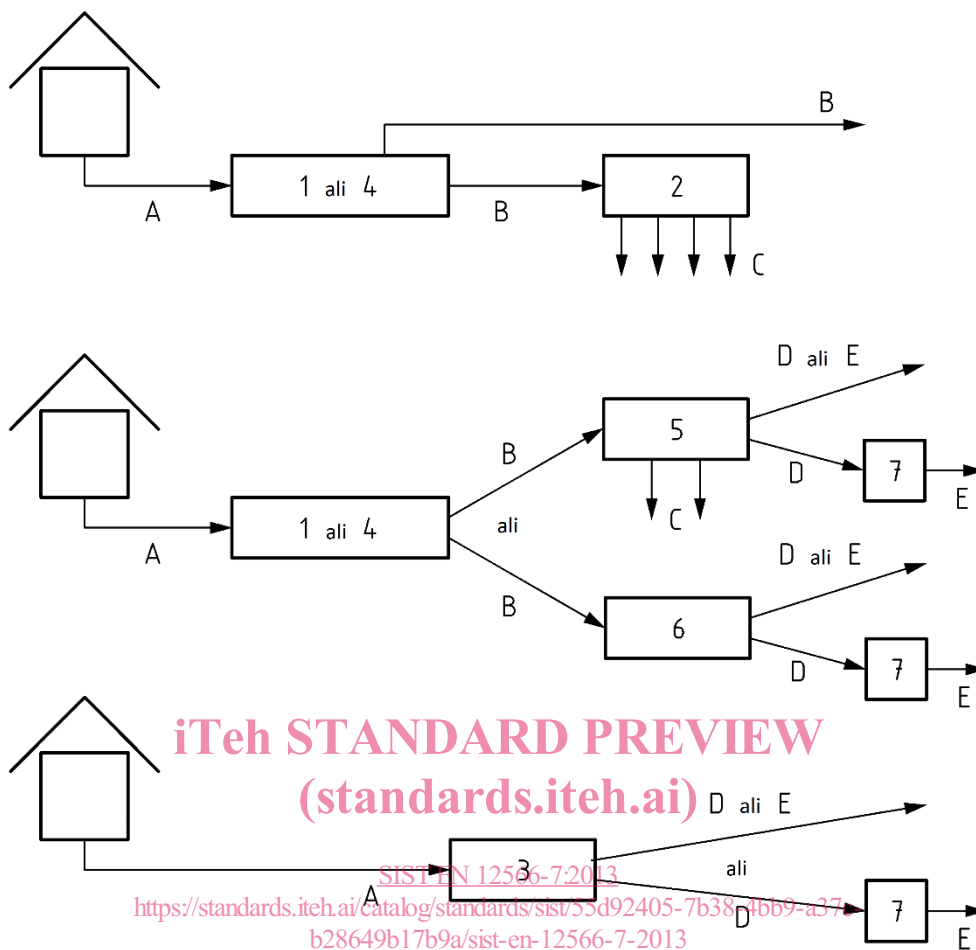 B
1 ali 4
2
A
B
C
D ali E
5
B
7
D
E
1 ali 4
ali
C
A
D ali E
B
6
7
D
E
iTeh STANDARD PREVIEW
(standards.iteh.ai)
D ali E
3
ali
SIST EN 12566-7:2013
A
7
https://standards.iteh.ai/catalog/standards/sist/55d92405-7b38-4bb9-a37
D
E
b28649b17b9a/sist-en-12566-7-2013